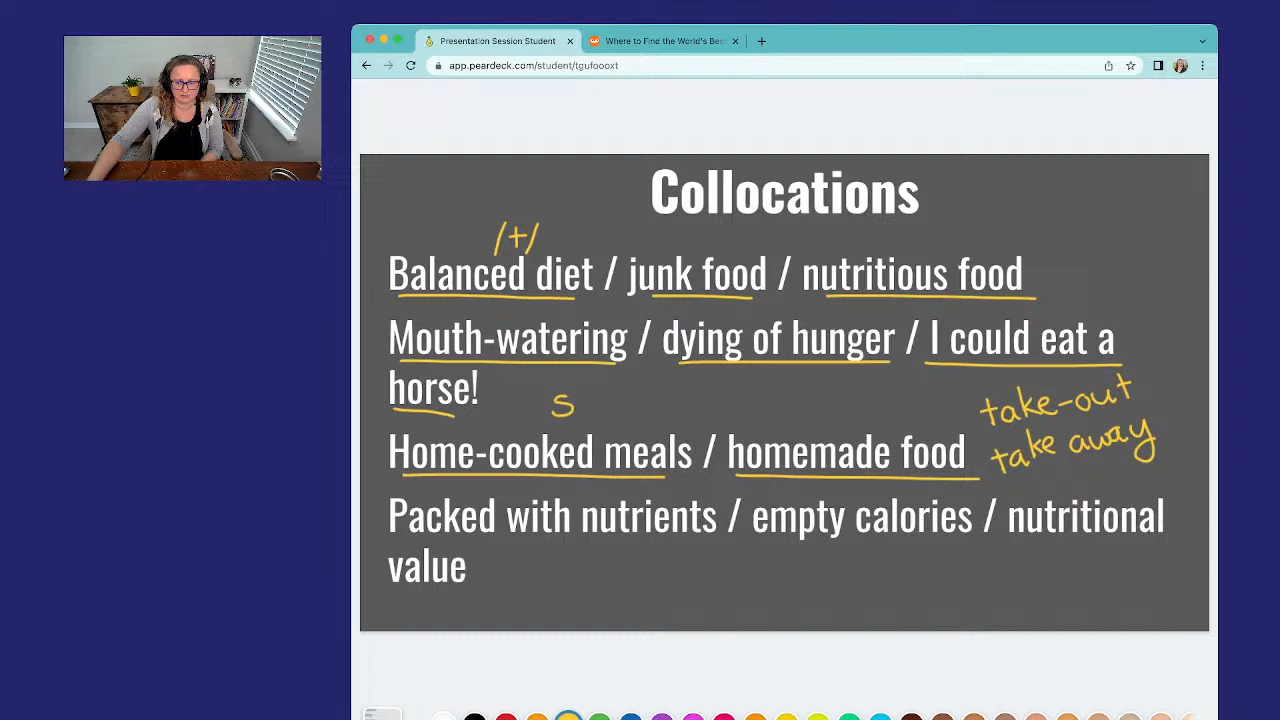 Presentation Session Student
Where to Find the World's Bes
app.peardeck.com/student/tgufoooxt
Collocations
/t/
Balanced diet / junk food / nutritious food
Mouth-watering / dying of hunger / I could eat a
horse!
s
take-out
Home-cooked meals / homemade food
take away
Packed with nutrients / empty calories / nutritional
value